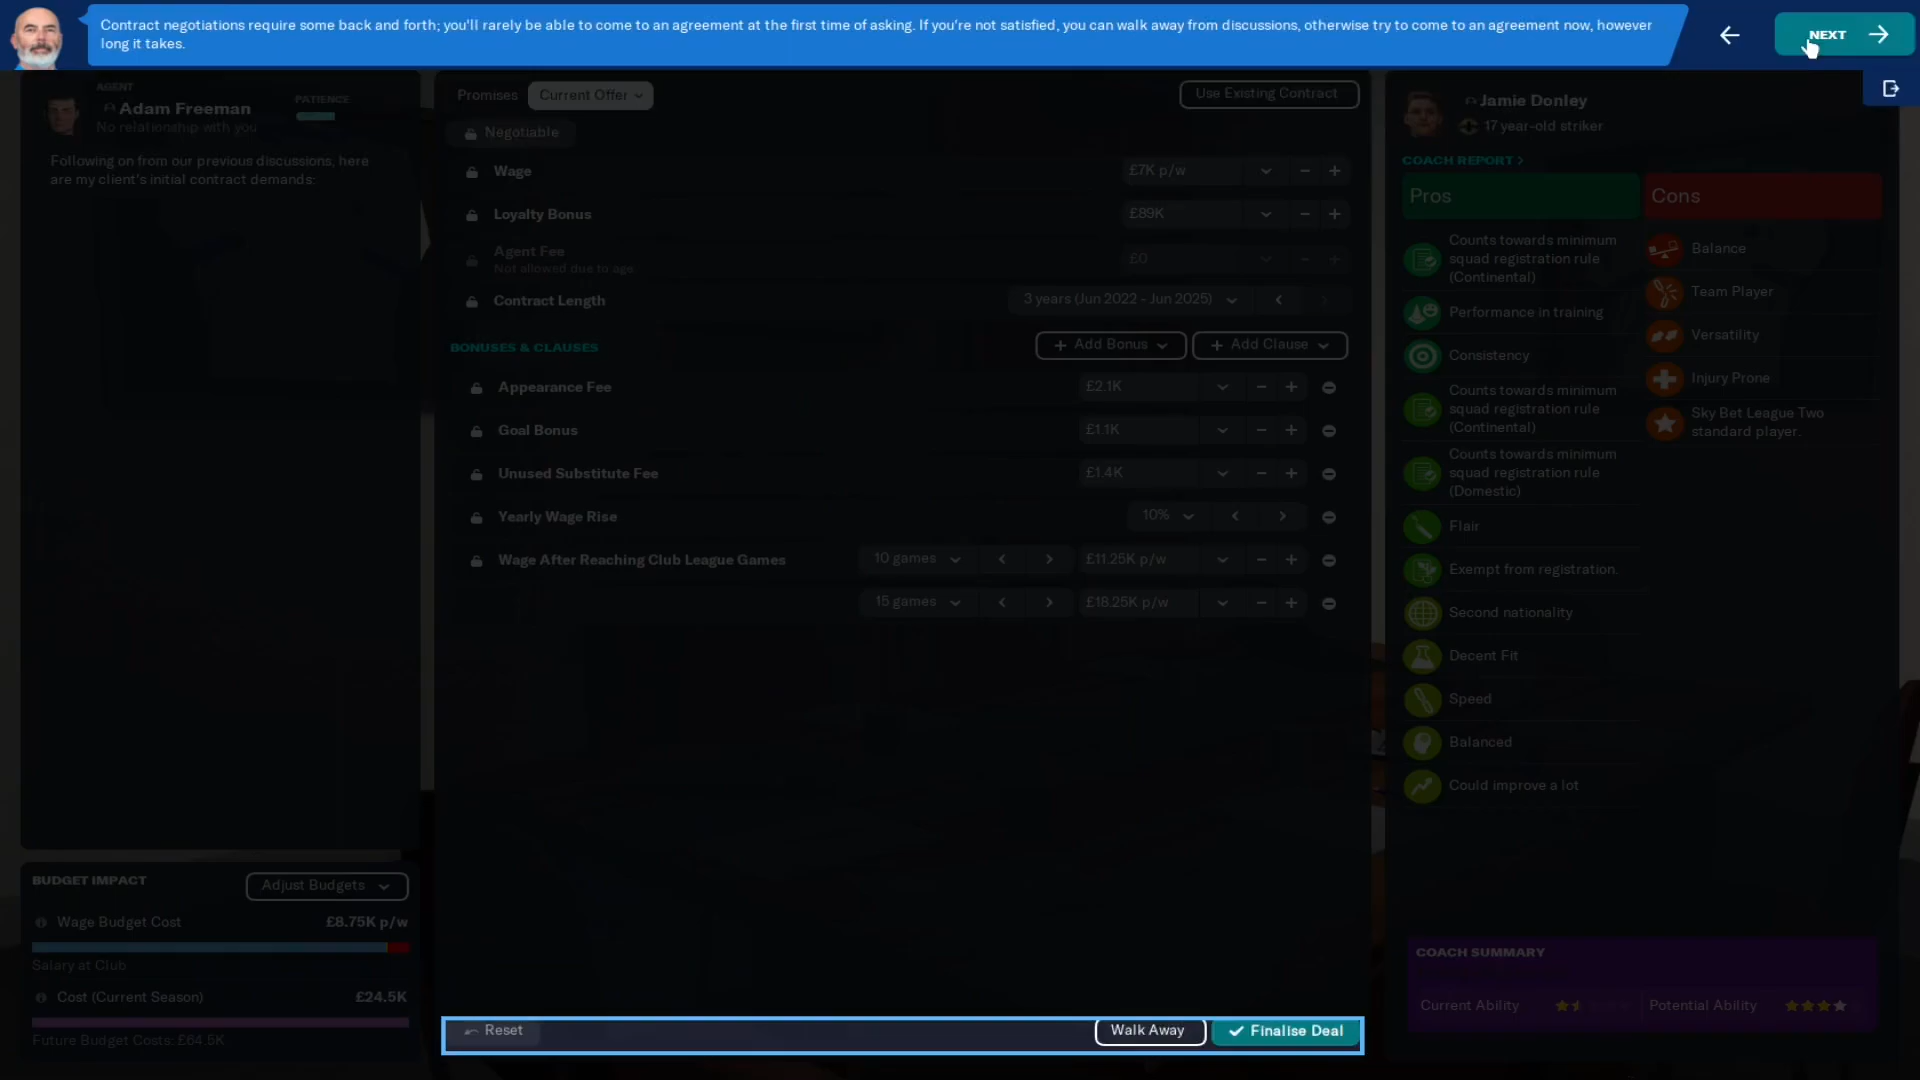 Contract negotiations require some back and forth; you'll rarely be able to come to an agreement at the first time of asking. If you're not satisfied, you can walk away from discussions, otherwise try to come to an agreement now, however
long it takes.
NEXT
AGENT
Adam Freeman
No relationship with you
PATIENCE
Following on from our previous discussions, here
are my client's initial contract demands:
Promises
Current Offer
Use Existing Contract
Negotiable
Wage
£7K p/w
Loyalty Bonus
£89K
Agent Fee
Not allowed due to age
£0
Contract Length
3 years (Jun 2022 - Jun 2025)
BONUSES & CLAUSES
Add Bonus
Add Clause
Appearance Fee
£2.1K
Goal Bonus
£1.1K
Unused Substitute Fee
£1.4K
Yearly Wage Rise
10%
Wage After Reaching Club League Games
10 games
£11.25K p/w
15 games
£18.25K p/w
Reset
Walk Away
Finalise Deal
BUDGET IMPACT
Adjust Budgets
Wage Budget Cost
£8.75K p/w
Salary at Club
Cost (Current Season)
£24.5K
Future Budget Costs: £64.5K
Jamie Donley
17 year-old striker
COACH REPORT >
Pros
Counts towards minimum
squad registration rule
(Continental)
Performance in training
Consistency
Counts towards minimum
squad registration rule
(Continental)
Counts towards minimum
squad registration rule
(Domestic)
Flair
Exempt from registration.
Second nationality
Decent Fit
Speed
Balanced
Could improve a lot
Cons
Balance
Team Player
Versatility
Injury Prone
Sky Bet League Two
standard player..
COACH SUMMARY
Current Ability
Potential Ability